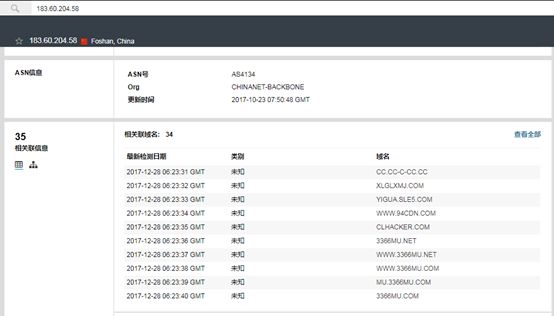 183.60.204.58
183.60.204.58 Foshan, China
ASN信息
ASN号 AS4134
Org CHINANET-BACKBONE
更新时间 2017-10-23 07:50:48 GMT
35
相关联信息
相关联域名: 34 查看全部
最新检测日期 类别 域名
2017-12-28 06:23:31 GMT 未知 CC.CC-C-CC.CC
2017-12-28 06:23:32 GMT 未知 XLGLXMJ.COM
2017-12-28 06:23:33 GMT 未知 YIGUA.SLE5.COM
2017-12-28 06:23:34 GMT 未知 WWW.94CDN.COM
2017-12-28 06:23:35 GMT 未知 CLHACKER.COM
2017-12-28 06:23:36 GMT 未知 3366MU.NET
2017-12-28 06:23:37 GMT 未知 WWW.3366MU.NET
2017-12-28 06:23:38 GMT 未知 WWW.3366MU.COM
2017-12-28 06:23:39 GMT 未知 MU.3366MU.COM
2017-12-28 06:23:40 GMT 未知 3366MU.COM